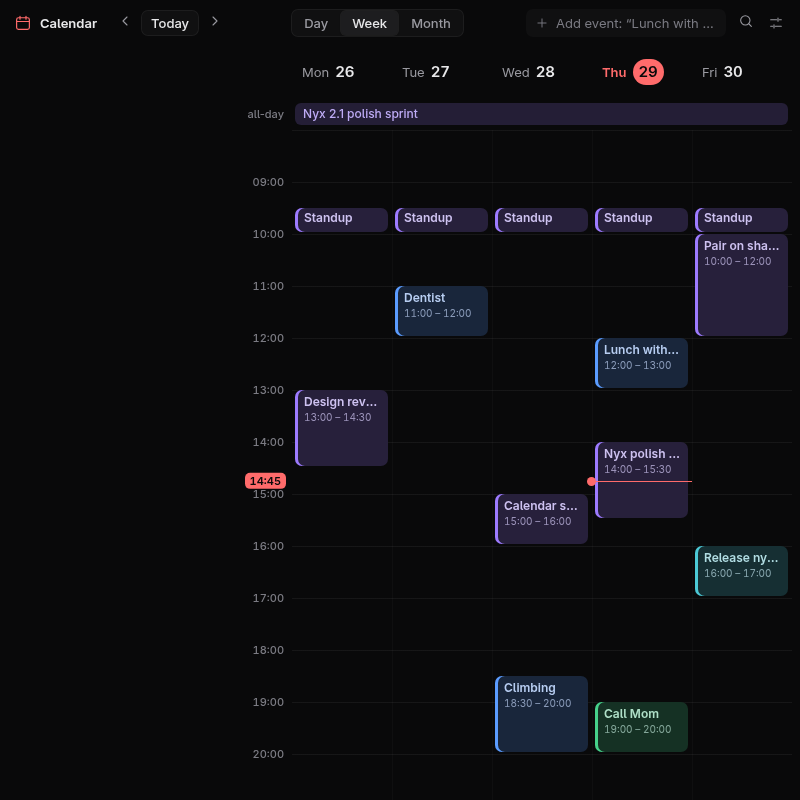 Calendar
Today
Day Week Month
Add event: “Lunch with ...
Mon 26 Tue 27 Wed 28 Thu 29 Fri 30
all-day
Nyx 2.1 polish sprint
09:00
Standup Standup Standup Standup Standup
10:00
Pair on sha...
10:00 – 12:00
11:00
Dentist
11:00 – 12:00
12:00
Lunch with...
12:00 – 13:00
13:00
Design rev...
13:00 – 14:30
14:00
Nyx polish ...
14:00 – 15:30
14:45
15:00
Calendar s...
15:00 – 16:00
16:00
Release ny...
16:00 – 17:00
17:00
18:00
Climbing
18:30 – 20:00
19:00
Call Mom
19:00 – 20:00
20:00